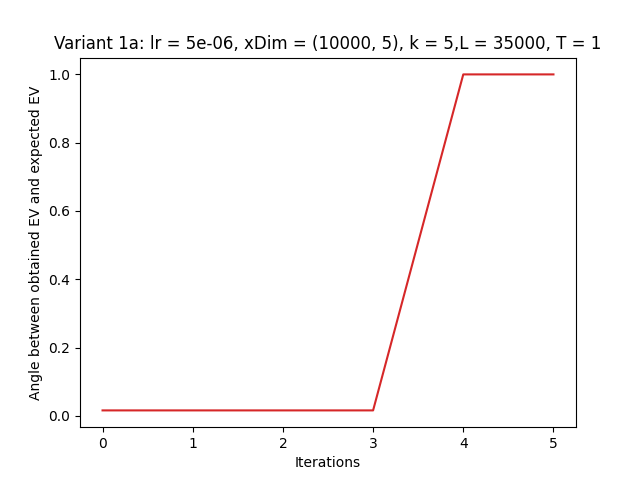 Variant 1a: lr = 5e-06, xDim = (10000, 5), k = 5,L = 35000, T = 1
Angle between obtained EV and expected EV
1.0
0.8
0.6
0.4
0.2
0.0
0 1 2 3 4 5
Iterations